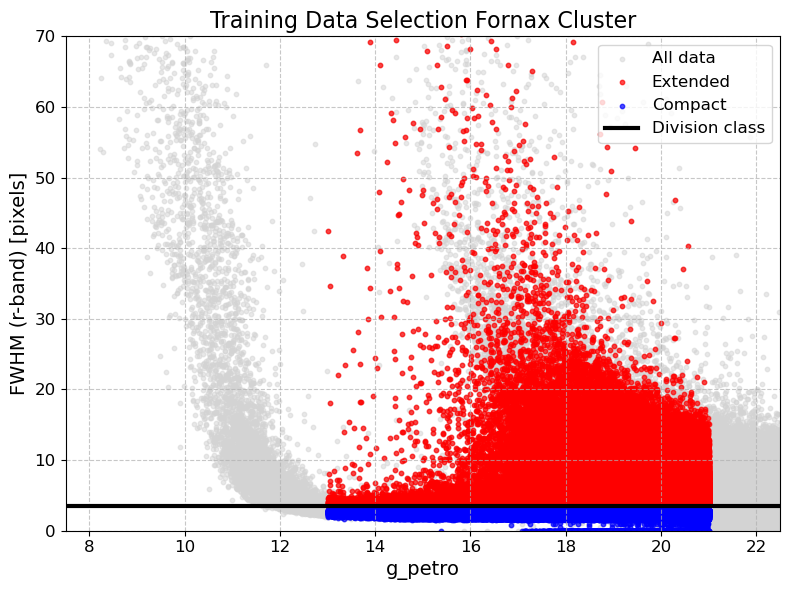 Training Data Selection Fornax Cluster
FWHM (r-band) [pixels]
70
60
50
40
30
20
10
0
All data
Extended
Compact
Division class
8 10 12 14 16 18 20 22
g_petro